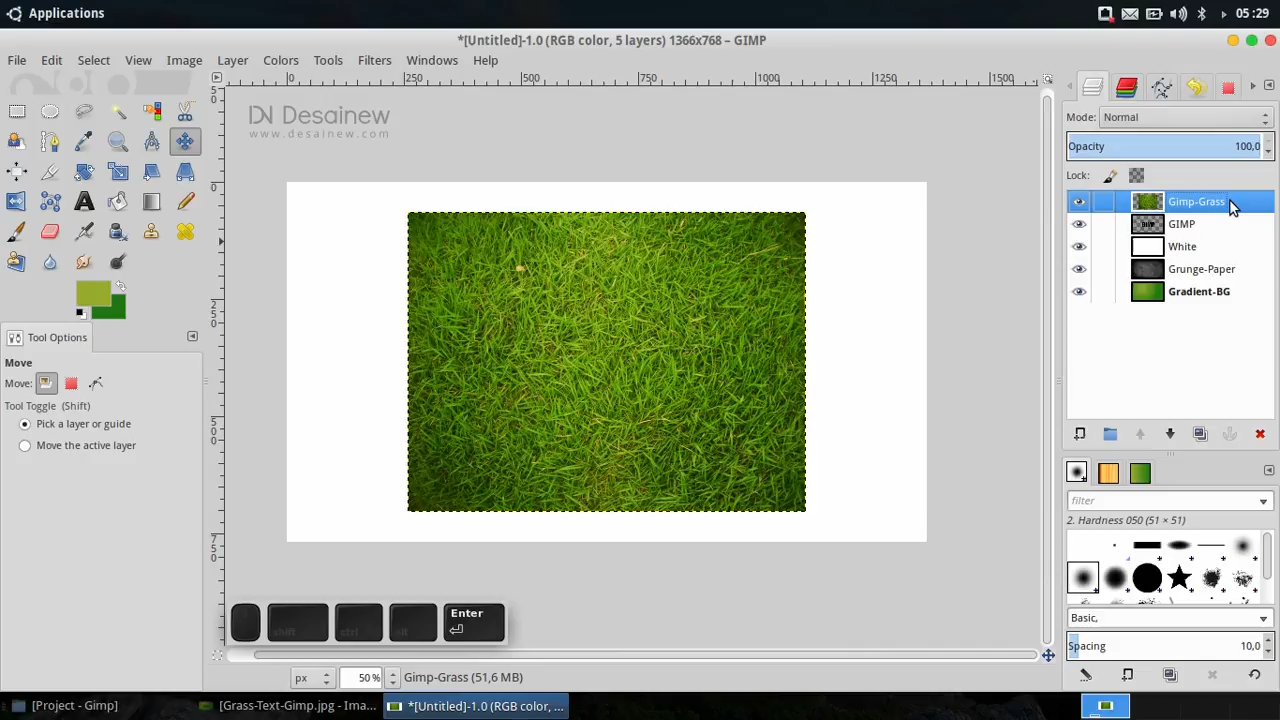 Applications
05:29
*[Untitled]-1.0 (RGB color, 5 layers) 1366x768 – GIMP
File Edit Select View Image Layer Colors Tools Filters Windows Help
0 250 500 750 1000 1250 1500
Desainew
www.desainew.com
Mode: Normal
Opacity 100,0
Lock:
Gimp-Grass
GIMP
White
Grunge-Paper
Gradient-BG
Tool Options
Move
Move:
Tool Toggle (Shift)
Pick a layer or guide
Move the active layer
filter
2. Hardness 050 (51 × 51)
Basic,
Spacing 10,0
shift ctrl alt Enter
px 50 % Gimp-Grass (51,6 MB)
[Project - Gimp] [Grass-Text-Gimp.jpg - Ima... *[Untitled]-1.0 (RGB color, ...